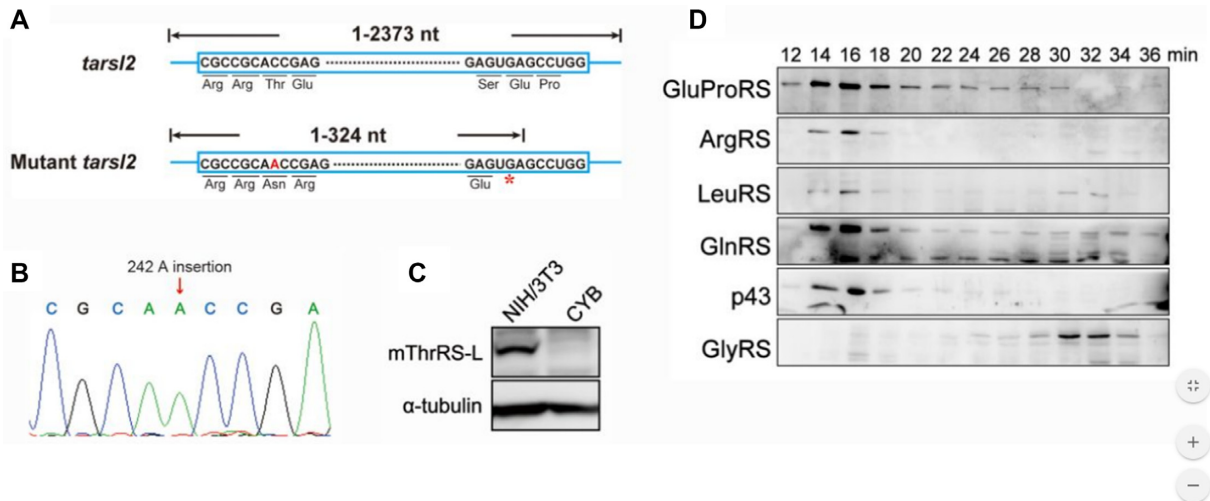 A
1-2373 nt
tarsl2
CGCCGCACCGAG GAGUGAGCCUGG
Arg Arg Thr Glu Ser Glu Pro
1-324 nt
Mutant tarsl2
CGCCGCAACCGAG GAGUGAGCCUGG
Arg Arg Asn Arg Glu *
B
242 A insertion
C G C A A C C G A
C
NIH/3T3 CYB
mThrRS-L
α-tubulin
D
12 14 16 18 20 22 24 26 28 30 32 34 36 min
GluProRS
ArgRS
LeuRS
GlnRS
p43
GlyRS